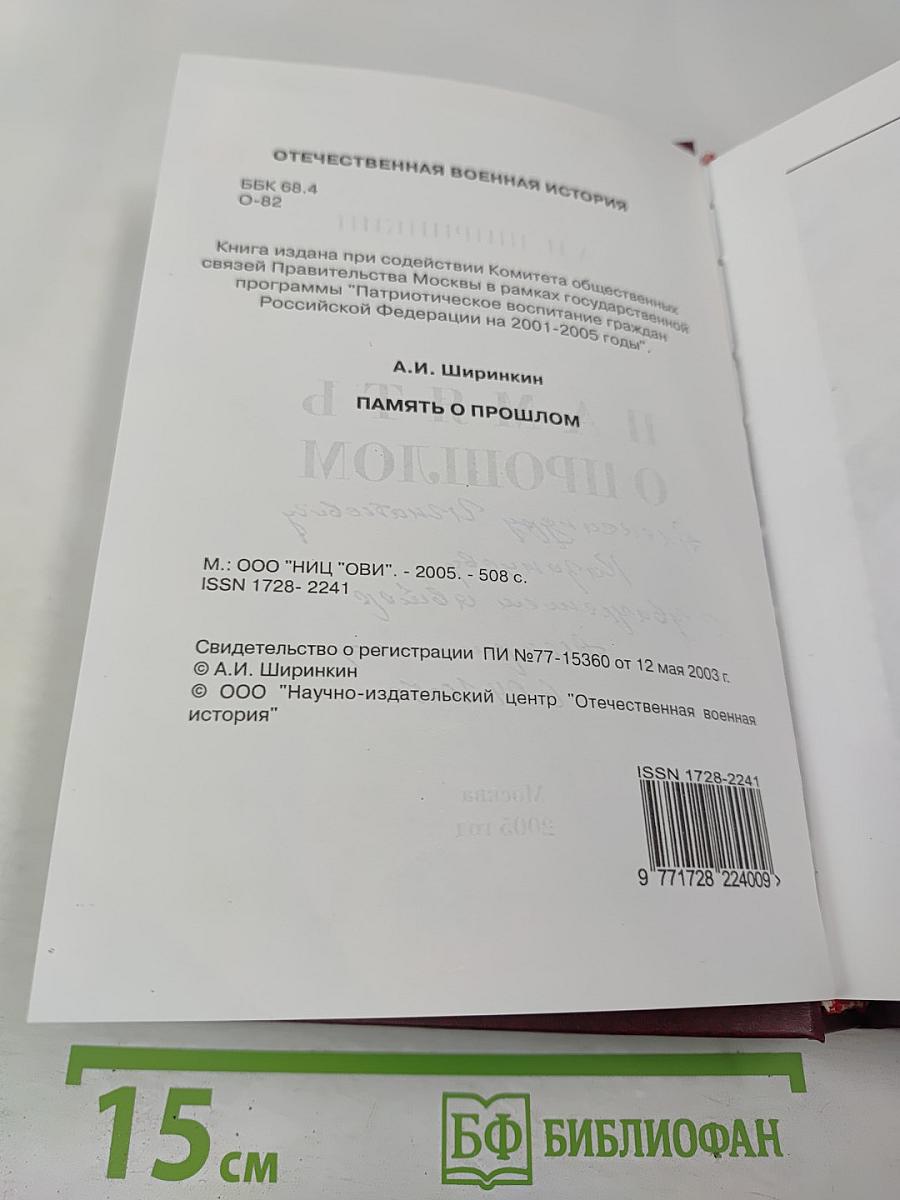 ОТЕЧЕСТВЕННАЯ ВОЕННАЯ ИСТОРИЯ
ББК 68.4
О-82
Книга издана при содействии Комитета общественных
связей Правительства Москвы в рамках государственной
программы "Патриотическое воспитание граждан
Российской Федерации на 2001-2005 годы".
А.И. Ширинкин
ПАМЯТЬ О ПРОШЛОМ
М.: ООО "НИЦ "ОВИ". - 2005. - 508 с.
ISSN 1728- 2241
Свидетельство о регистрации ПИ №77-15360 от 12 мая 2003 г.
© А.И. Ширинкин
© ООО "Научно-издательский центр "Отечественная военная
история"
ISSN 1728-2241
9 771728 224009 >
15 см
БФ БИБЛИОФАН